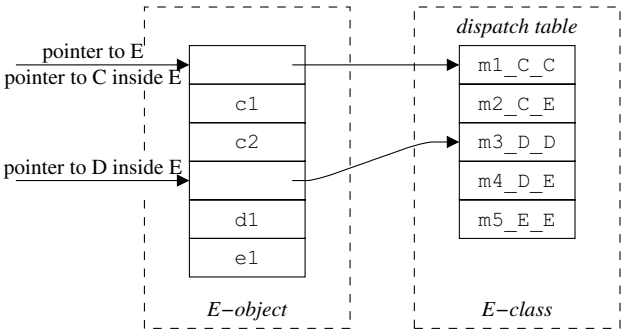 dispatch table
pointer to E
pointer to C inside E
m1_C_C
c1
m2_C_E
c2
m3_D_D
pointer to D inside E
m4_D_E
d1
m5_E_E
e1
E−object
E−class